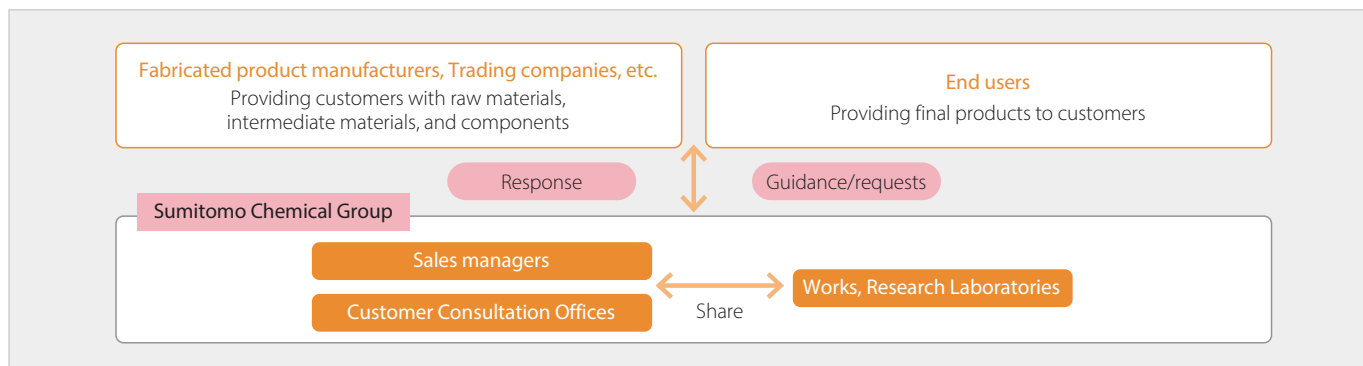 Fabricated product manufacturers, Trading companies, etc.
Providing customers with raw materials,
intermediate materials, and components
End users
Providing final products to customers
Response
Guidance/requests
Sumitomo Chemical Group
Sales managers
Customer Consultation Offices
Share
Works, Research Laboratories